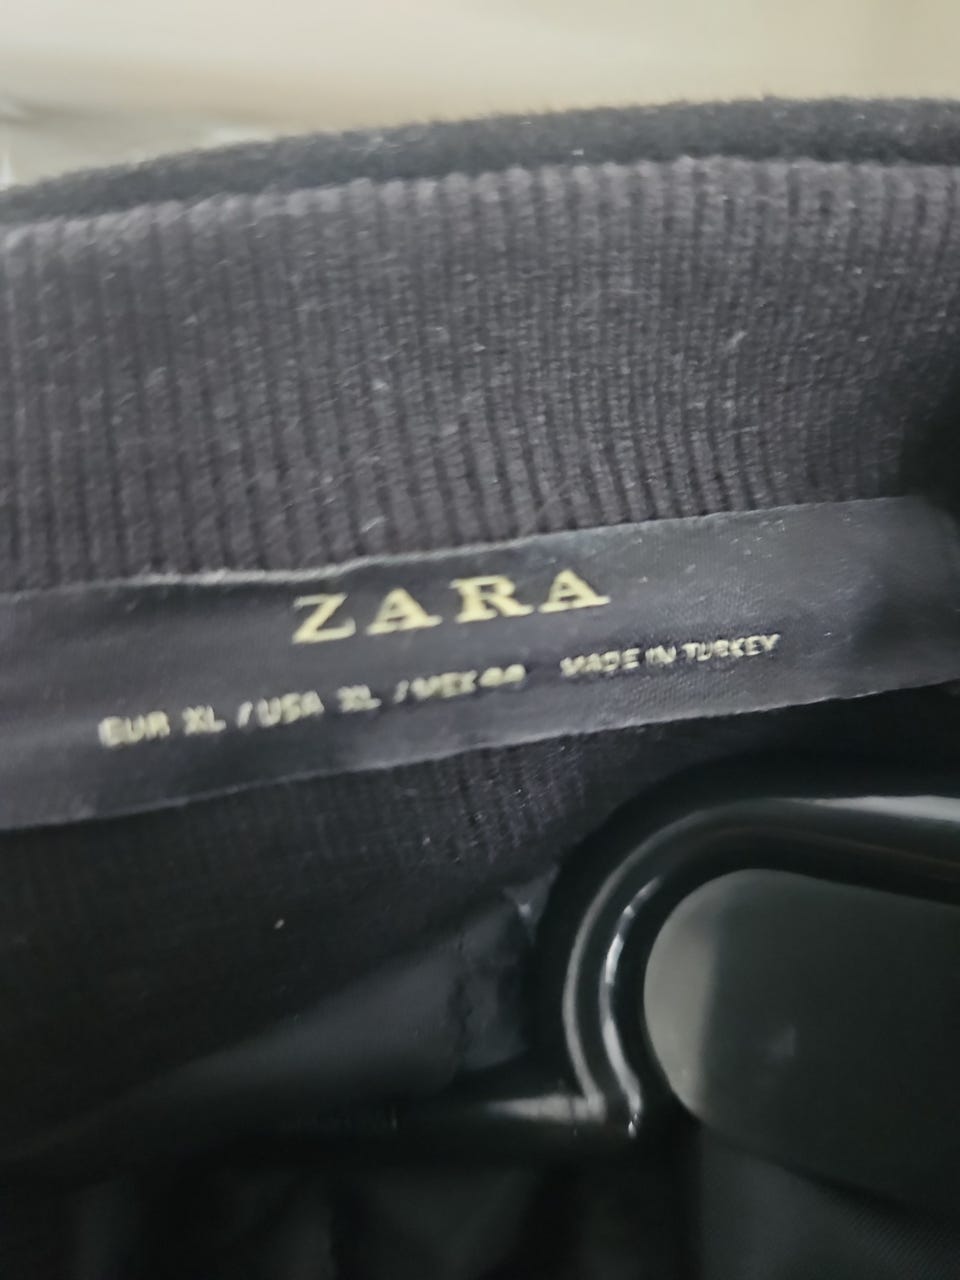 ZARA
EUR XL / USA XL / MEX 44 MADE IN TURKEY